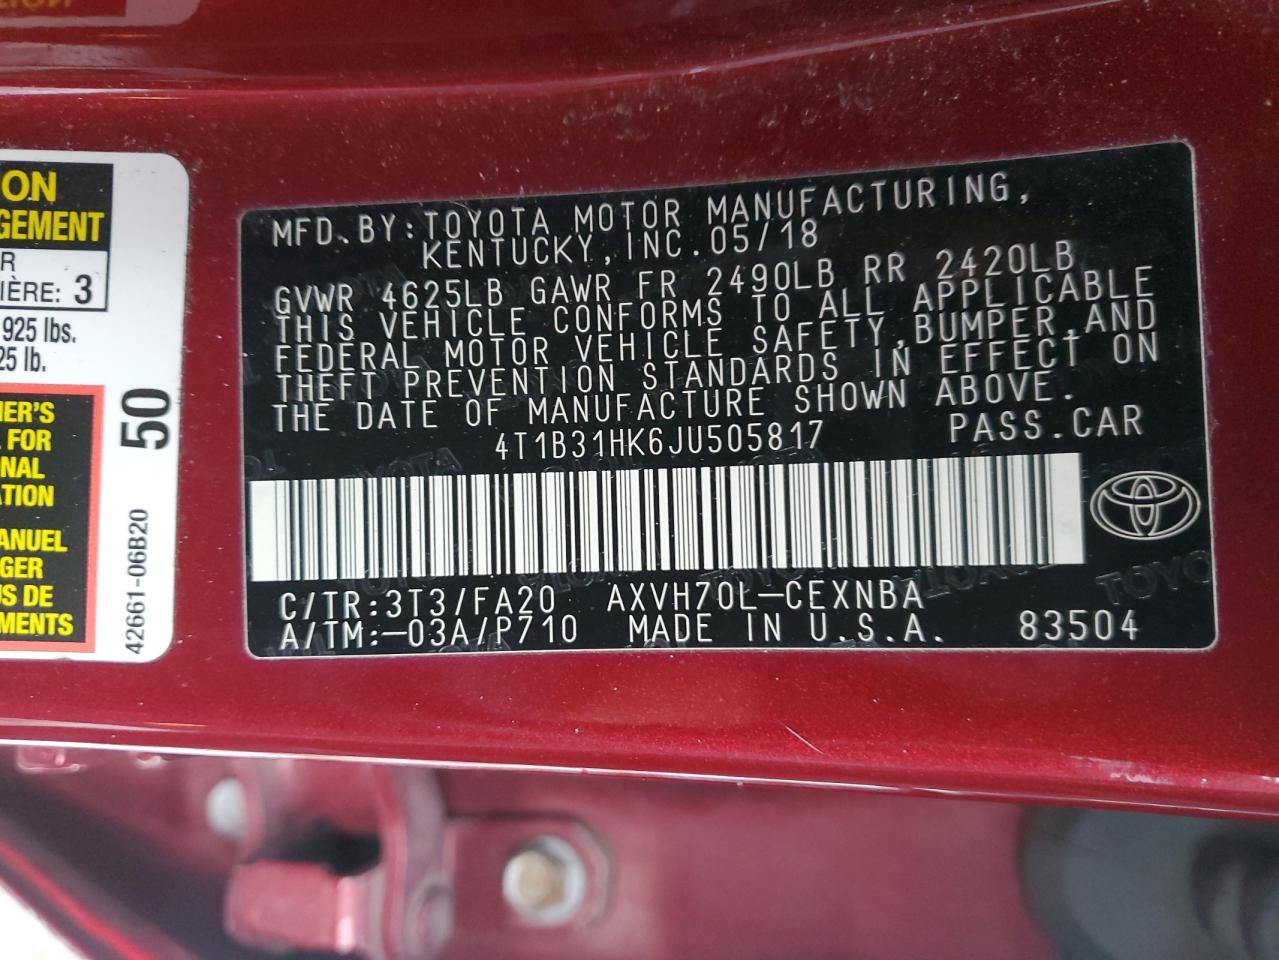 ON
GEMENT
R
IÈRE: 3
925 lbs.
25 lb.
ER'S
FOR
ONAL
ATION
ANUEL
GER
S DE
MENTS
50
42661-06B20
MFD.BY:TOYOTA MOTOR MANUFACTURING,
KENTUCKY,INC.05/18
GVWR 4625LB GAWR FR 2490LB RR 2420LB
THIS VEHICLE CONFORMS TO ALL APPLICABLE
FEDERAL MOTOR VEHICLE SAFETY,BUMPER,AND
THEFT PREVENTION STANDARDS IN EFFECT ON
THE DATE OF MANUFACTURE SHOWN ABOVE.
4T1B31HK6JU505817 PASS.CAR
C/TR:3T3/FA20 AXVH70L-CEXNBA
A/TM:-03A/P710 MADE IN U.S.A. 83504